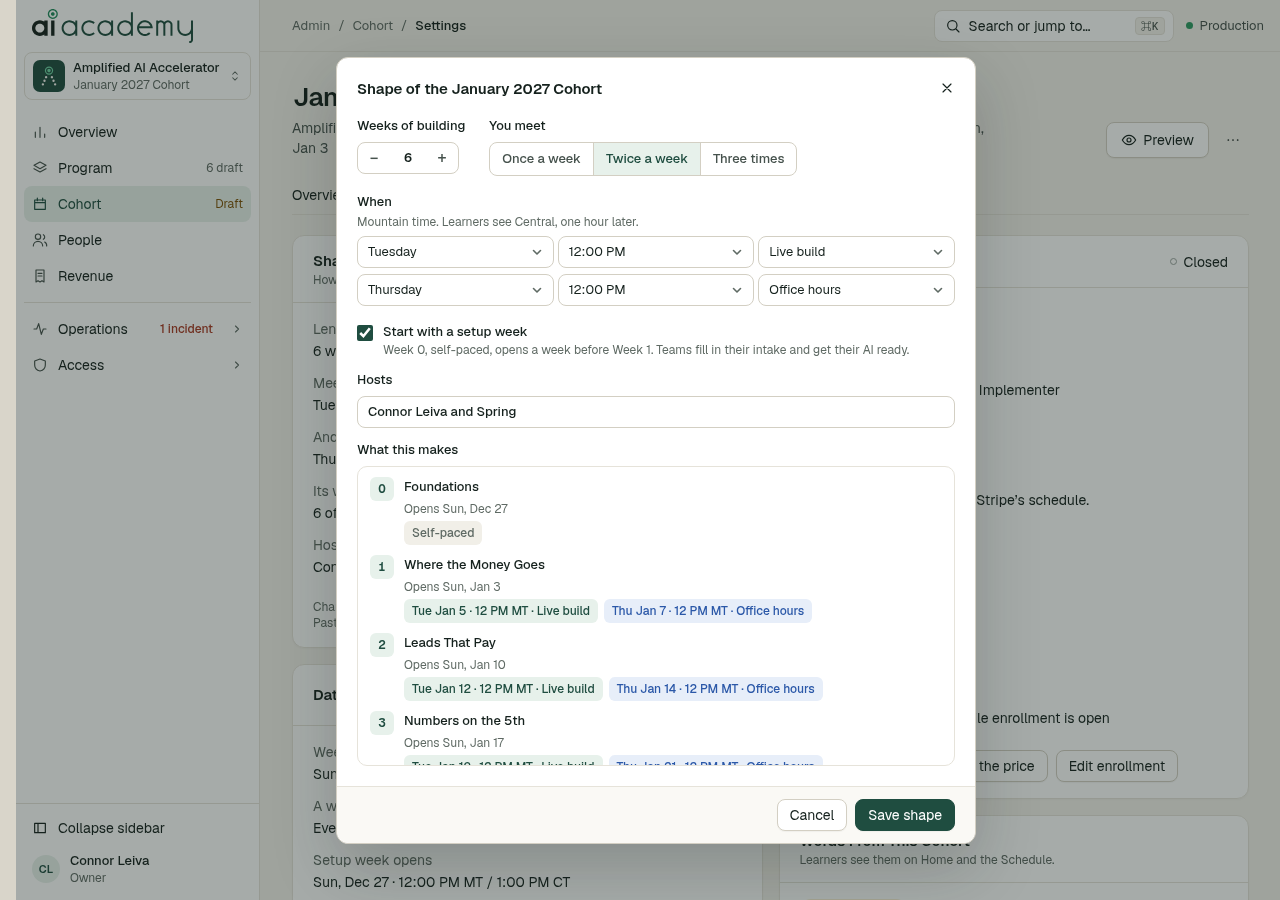 ai academy
Admin / Cohort / Settings
Search or jump to...
⌘K
Production
Amplified AI Accelerator
January 2027 Cohort
Overview
Program
6 draft
Cohort
Draft
People
Revenue
Operations
1 incident
Access
Collapse sidebar
CL
Connor Leiva
Owner
Jan 3
Preview
Closed
Implementer
Stripe's schedule.
enrollment is open
the price
Edit enrollment
Setup week opens
Sun, Dec 27 · 12:00 PM MT / 1:00 PM CT
Learners see them on Home and the Schedule.
Shape of the January 2027 Cohort
Weeks of building
You meet
− 6 +
Once a week
Twice a week
Three times
When
Mountain time. Learners see Central, one hour later.
Tuesday
12:00 PM
Live build
Thursday
12:00 PM
Office hours
Start with a setup week
Week 0, self-paced, opens a week before Week 1. Teams fill in their intake and get their AI ready.
Hosts
Connor Leiva and Spring
What this makes
0
Foundations
Opens Sun, Dec 27
Self-paced
1
Where the Money Goes
Opens Sun, Jan 3
Tue Jan 5 · 12 PM MT · Live build
Thu Jan 7 · 12 PM MT · Office hours
2
Leads That Pay
Opens Sun, Jan 10
Tue Jan 12 · 12 PM MT · Live build
Thu Jan 14 · 12 PM MT · Office hours
3
Numbers on the 5th
Opens Sun, Jan 17
Cancel
Save shape